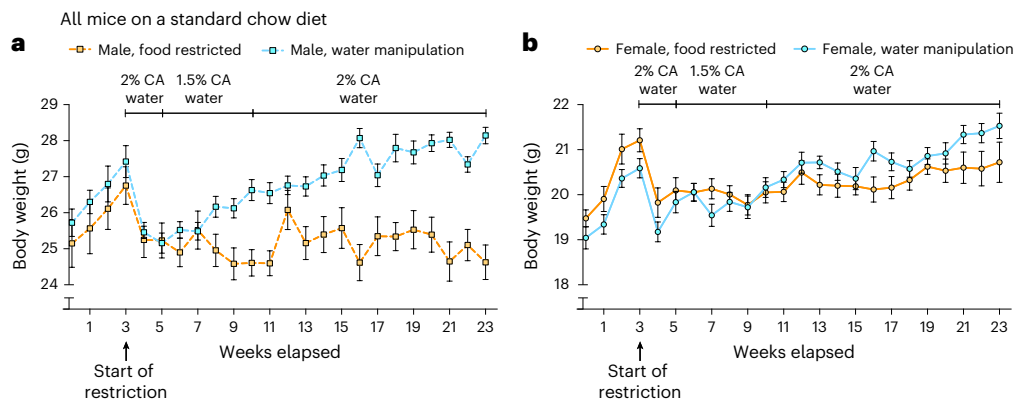 All mice on a standard chow diet
a
Male, food restricted
Male, water manipulation
2% CA
water
1.5% CA
water
2% CA
water
Body weight (g)
29
28
27
26
25
24
1 3 5 7 9 11 13 15 17 19 21 23
Weeks elapsed
Start of
restriction
b
Female, food restricted
Female, water manipulation
2% CA
water
1.5% CA
water
2% CA
water
Body weight (g)
22
21
20
19
18
1 3 5 7 9 11 13 15 17 19 21 23
Weeks elapsed
Start of
restriction